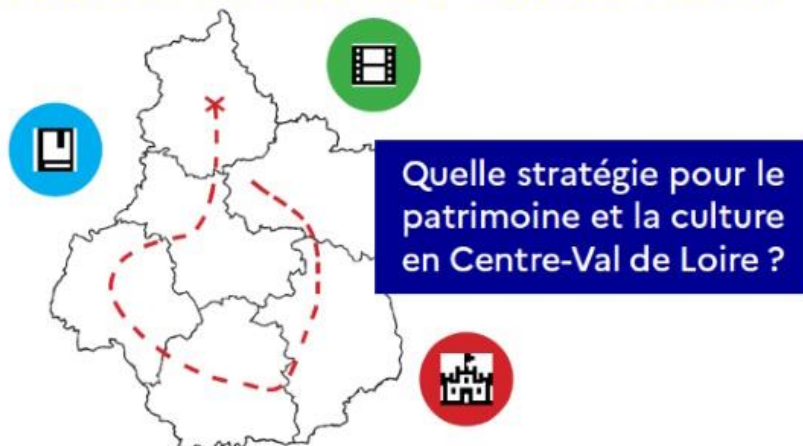 Quelle stratégie pour le
patrimoine et la culture
en Centre-Val de Loire ?